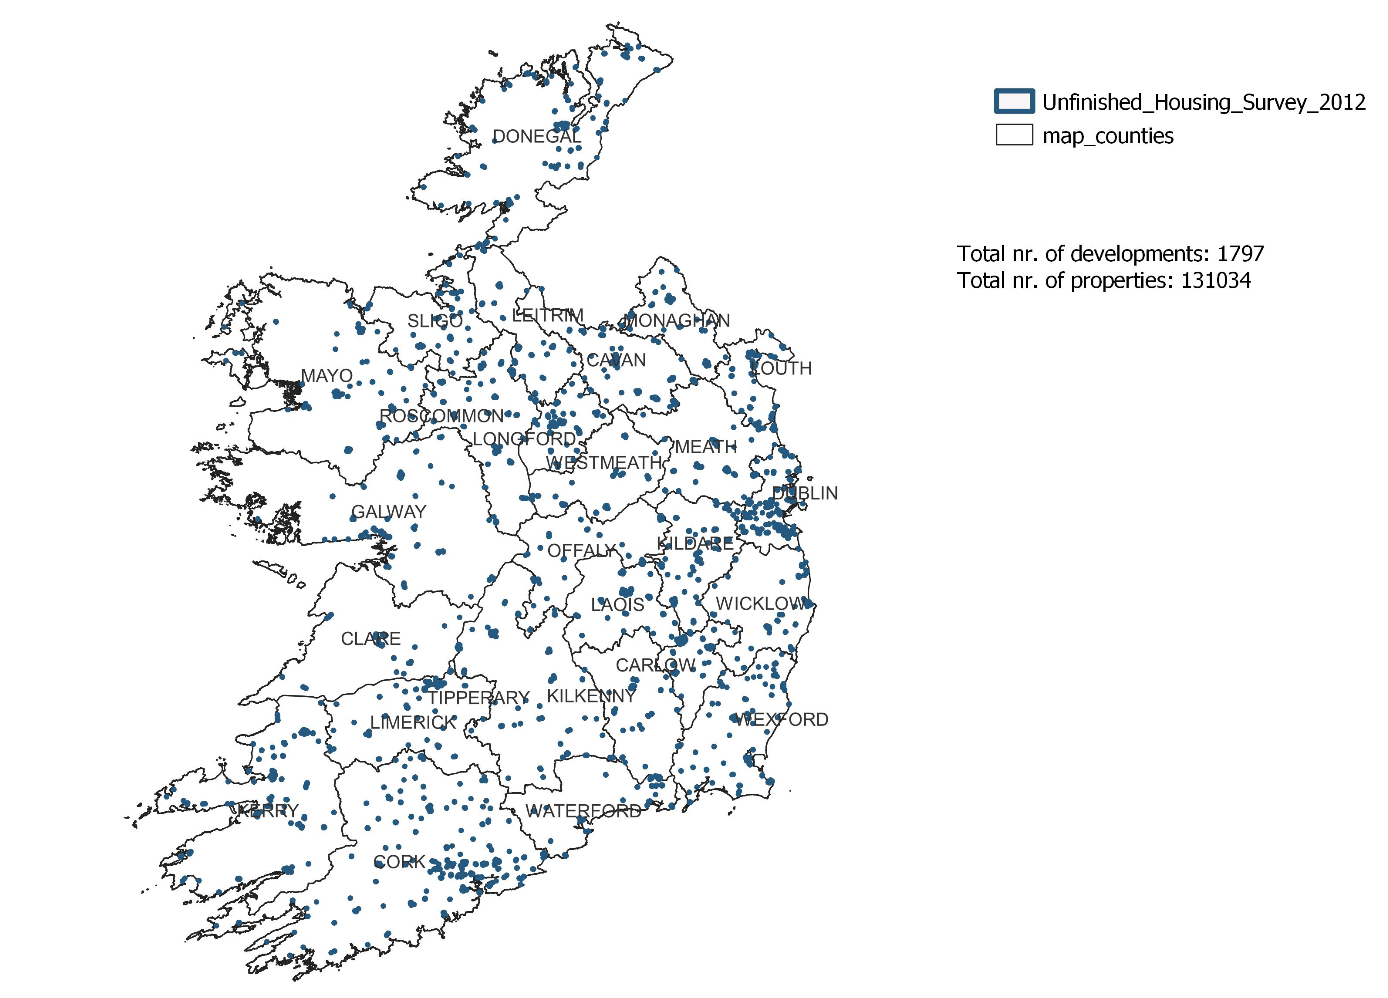 Unfinished_Housing_Survey_2012
map_counties
Total nr. of developments: 1797
Total nr. of properties: 131034
DONEGAL
LEITRIM
SLIGO
MONAGHAN
CAVAN
LOUTH
MAYO
ROSCOMMON
LONGFORD
MEATH
WESTMEATH
DUBLIN
GALWAY
KILDARE
OFFALY
LAOIS
WICKLOW
CLARE
CARLOW
TIPPERARY
KILKENNY
LIMERICK
WEXFORD
KERRY
WATERFORD
CORK